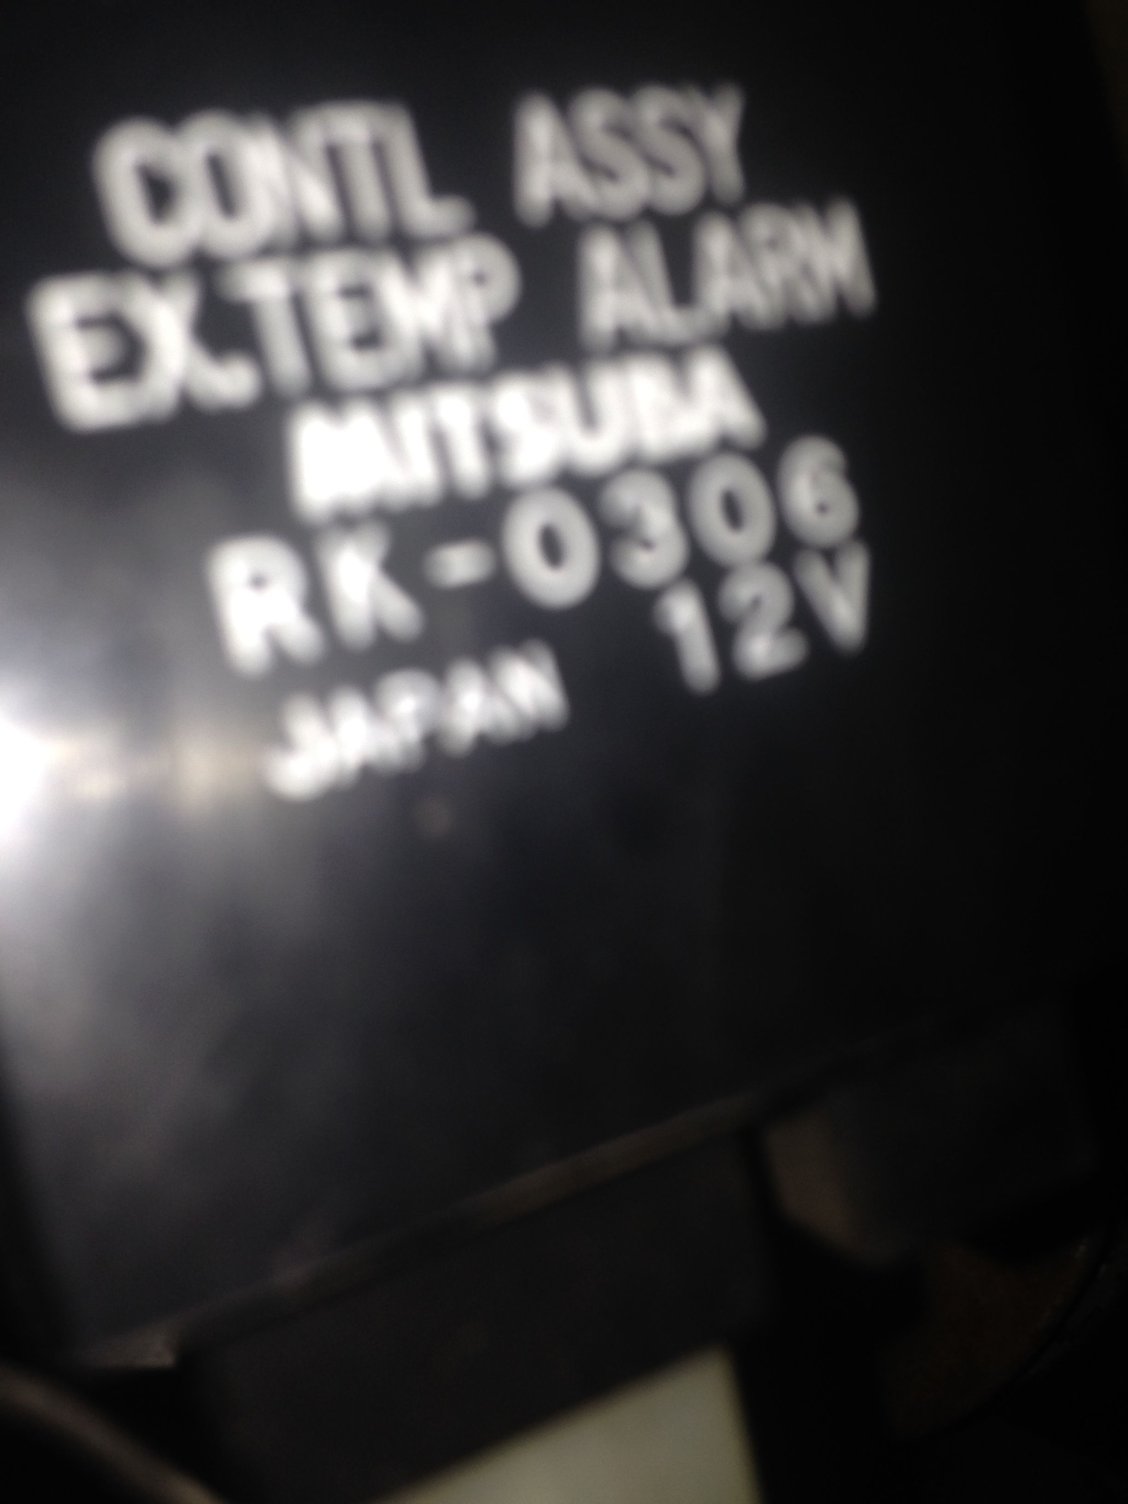 CONTL ASSY
EX.TEMP ALARM
MITSUBA
RK-0306
12V
JAPAN